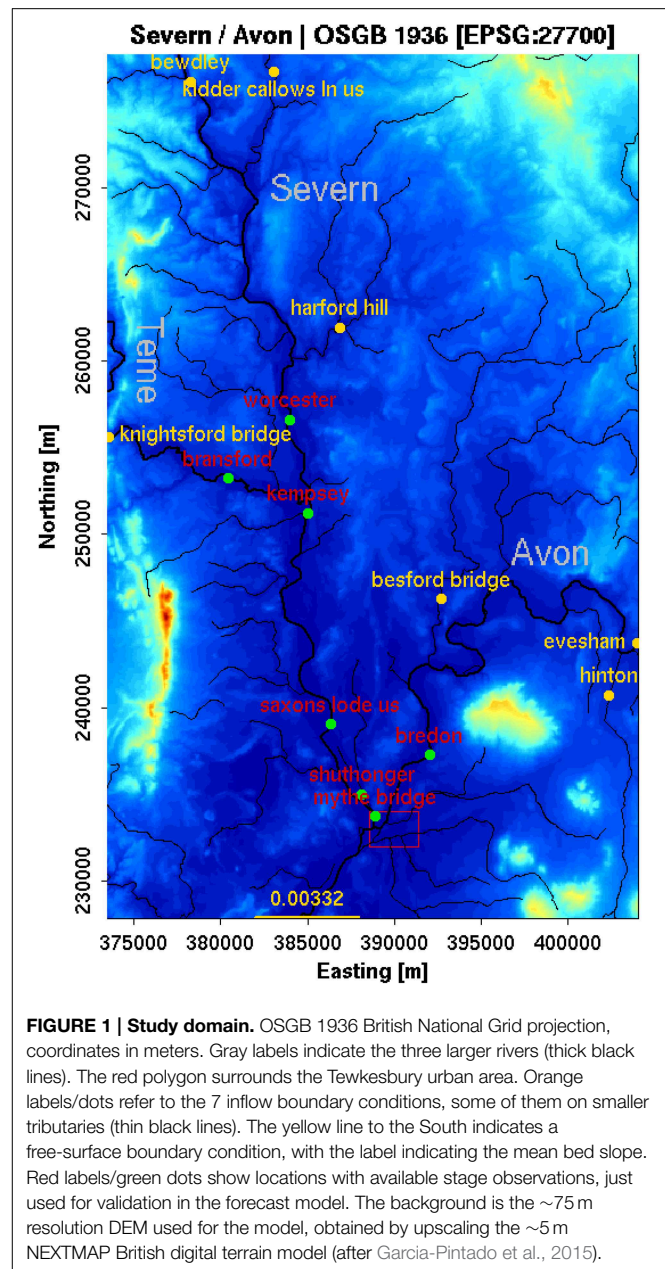 Severn / Avon | OSGB 1936 [EPSG:27700]
bewdley
kidder callows ln us
Severn
270000
harford hill
Teme
260000
worcester
knightsford bridge
bransford
kempsey
250000
Northing [m]
Avon
besford bridge
evesham
hinton
240000
saxons lode us
bredon
shuthonger
mythe bridge
230000
0.00332
375000 380000 385000 390000 395000 400000
Easting [m]
FIGURE 1 | Study domain. OSGB 1936 British National Grid projection,
coordinates in meters. Gray labels indicate the three larger rivers (thick black
lines). The red polygon surrounds the Tewkesbury urban area. Orange
labels/dots refer to the 7 inflow boundary conditions, some of them on smaller
tributaries (thin black lines). The yellow line to the South indicates a
free-surface boundary condition, with the label indicating the mean bed slope.
Red labels/green dots show locations with available stage observations, just
used for validation in the forecast model. The background is the ∼75 m
resolution DEM used for the model, obtained by upscaling the ∼5 m
NEXTMAP British digital terrain model (after Garcia-Pintado et al., 2015).